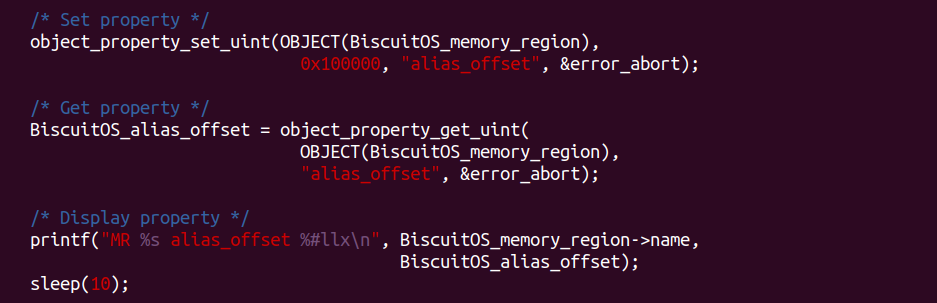 /* Set property */
object_property_set_uint(OBJECT(BiscuitOS_memory_region),
                           0x100000, "alias_offset", &error_abort);

/* Get property */
BiscuitOS_alias_offset = object_property_get_uint(
                           OBJECT(BiscuitOS_memory_region),
                           "alias_offset", &error_abort);

/* Display property */
printf("MR %s alias_offset %#llx\n", BiscuitOS_memory_region->name,
                                     BiscuitOS_alias_offset);
sleep(10);